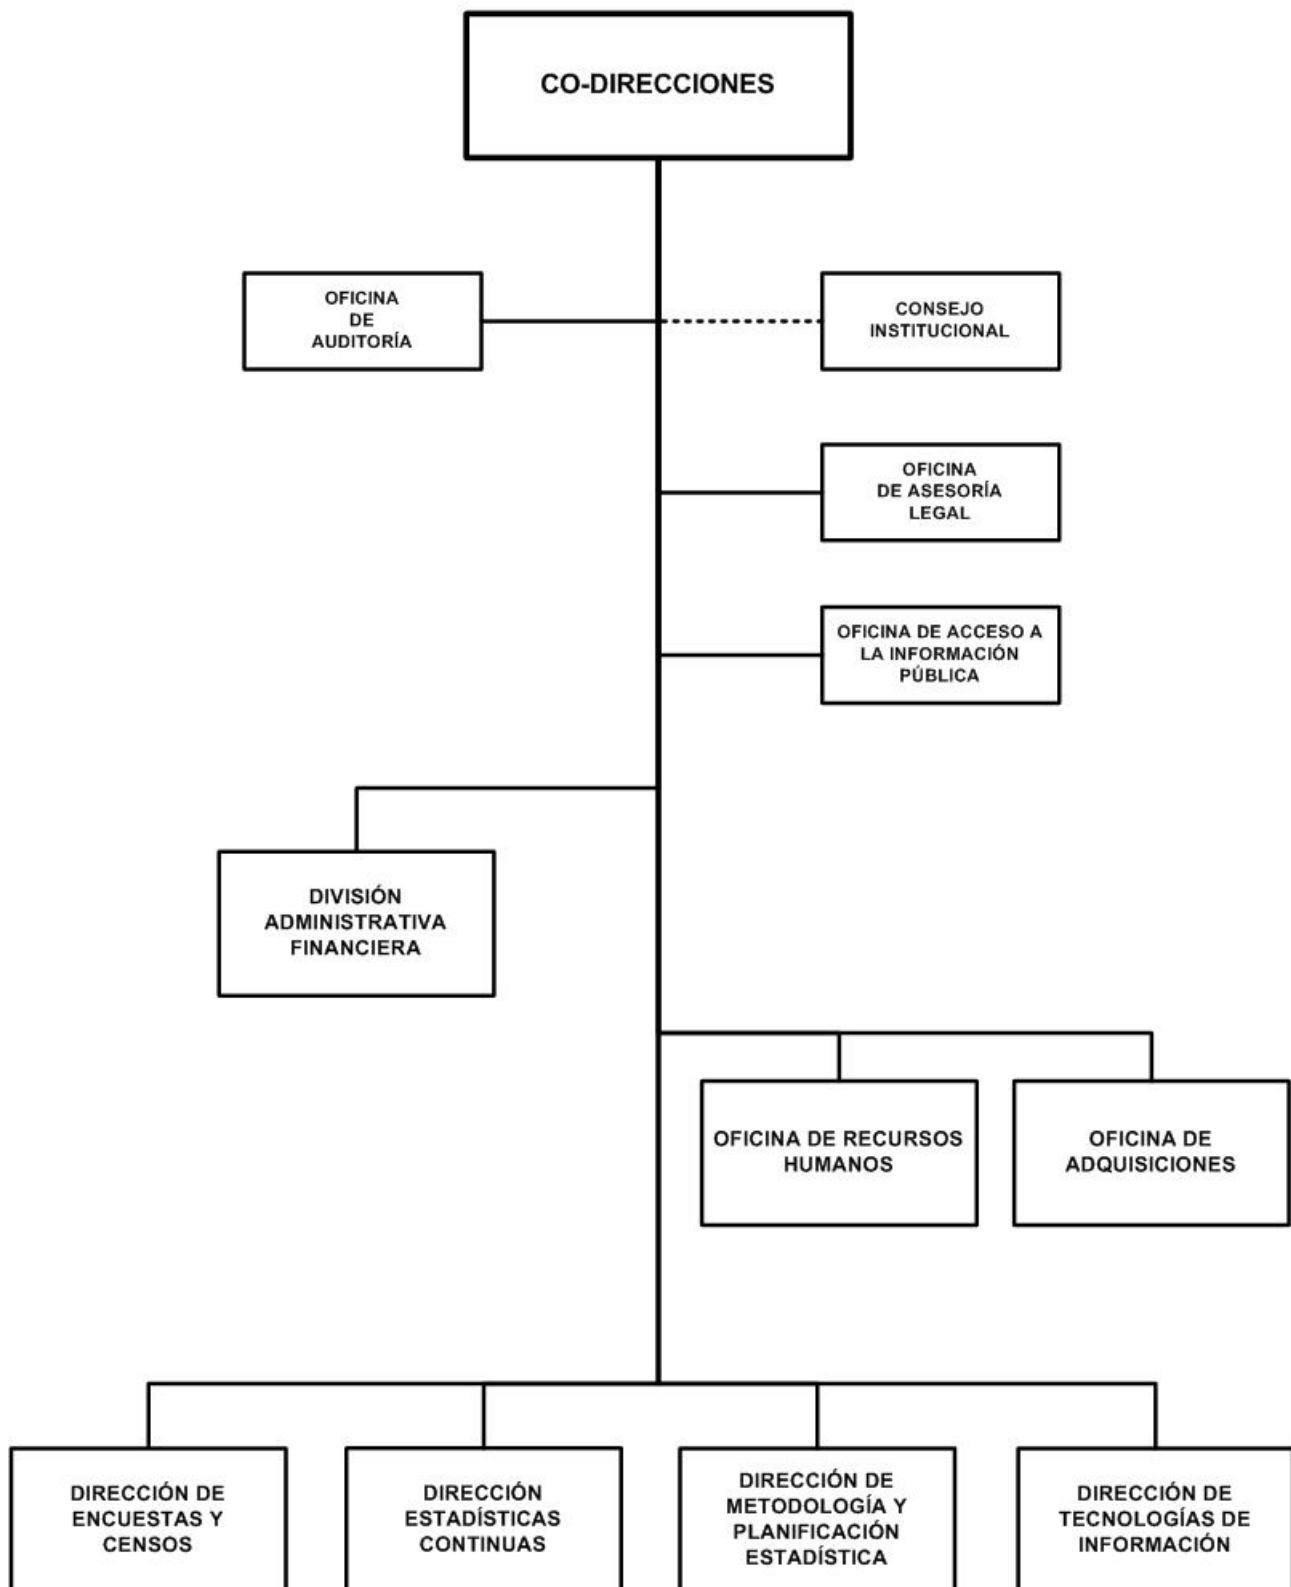 CO-DIRECCIONES
OFICINA
DE
AUDITORÍA
CONSEJO
INSTITUCIONAL
OFICINA
DE ASESORÍA
LEGAL
OFICINA DE ACCESO A
LA INFORMACIÓN
PÚBLICA
DIVISIÓN
ADMINISTRATIVA
FINANCIERA
OFICINA DE RECURSOS
HUMANOS
OFICINA DE
ADQUISICIONES
DIRECCIÓN DE
ENCUESTAS Y
CENSOS
DIRECCIÓN
ESTADÍSTICAS
CONTINUAS
DIRECCIÓN DE
METODOLOGÍA Y
PLANIFICACIÓN
ESTADÍSTICA
DIRECCIÓN DE
TECNOLOGÍAS DE
INFORMACIÓN